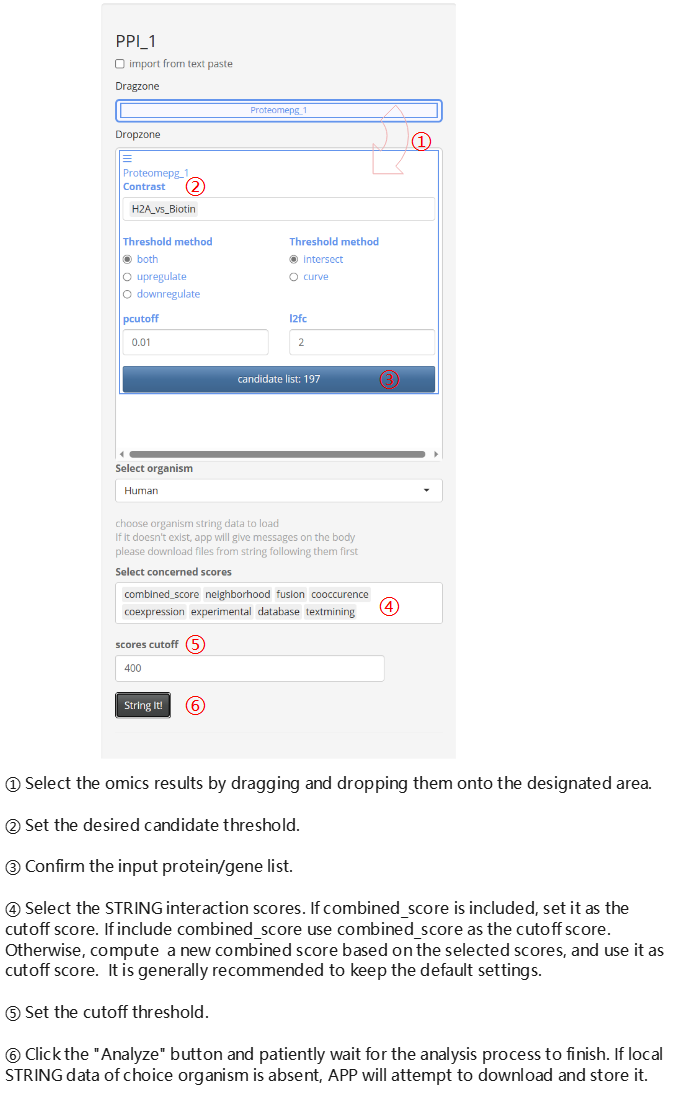 PPI_1
import from text paste
Dragzone
Proteomepg_1
①
Dropzone
Proteomepg_1
Contrast ②
H2A_vs_Biotin
Threshold method Threshold method
both intersect
upregulate curve
downregulate
pcutoff l2fc
0.01 2
candidate list: 197 ③
Select organism
Human
choose organism string data to load
If it doesn't exist, app will give messages on the body
please download files from string following them first
Select concerned scores
combined_score neighborhood fusion cooccurence
coexpression experimental database textmining ④
scores cutoff ⑤
400
String It! ⑥
① Select the omics results by dragging and dropping them onto the designated area.
② Set the desired candidate threshold.
③ Confirm the input protein/gene list.
④ Select the STRING interaction scores. If combined_score is included, set it as the
cutoff score. If include combined_score use combined_score as the cutoff score.
Otherwise, compute a new combined score based on the selected scores, and use it as
cutoff score. It is generally recommended to keep the default settings.
⑤ Set the cutoff threshold.
⑥ Click the "Analyze" button and patiently wait for the analysis process to finish. If local
STRING data of choice organism is absent, APP will attempt to download and store it.